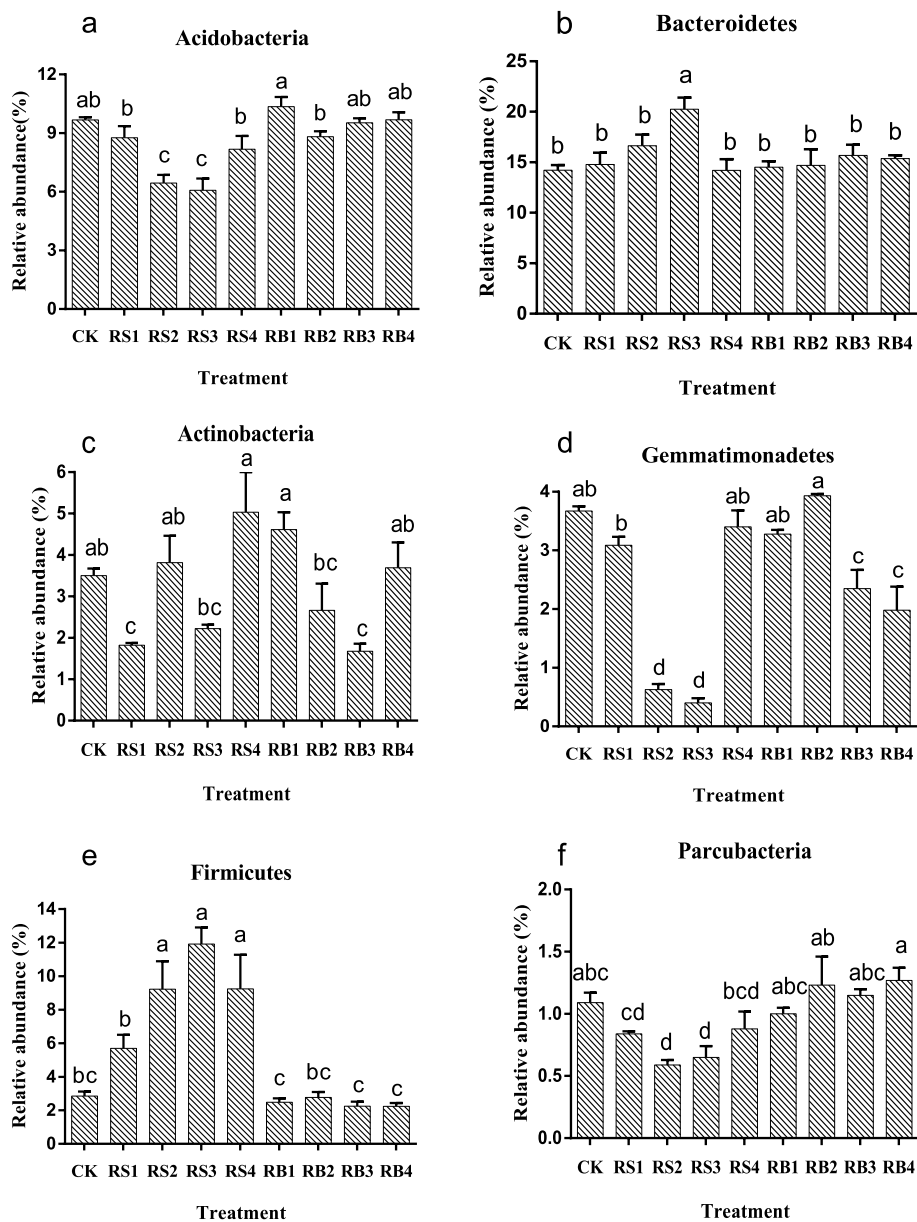 a
Acidobacteria
Relative abundance(%)
12
9
6
3
0
ab
b
c
c
b
a
b
ab
ab
CK RS1 RS2 RS3 RS4 RB1 RB2 RB3 RB4
Treatment
b
Bacteroidetes
Relative abundance (%)
25
20
15
10
5
0
b
b
b
a
b
b
b
b
b
CK RS1 RS2 RS3 RS4 RB1 RB2 RB3 RB4
Treatment
c
Actinobacteria
Relative abundance (%)
6
5
4
3
2
1
0
ab
c
ab
bc
a
a
bc
c
ab
CK RS1 RS2 RS3 RS4 RB1 RB2 RB3 RB4
Treatment
d
Gemmatimonadetes
Relative abundance (%)
4
3
2
1
0
ab
b
d
d
ab
ab
a
c
c
CK RS1 RS2 RS3 RS4 RB1 RB2 RB3 RB4
Treatment
e
Firmicutes
Relative abundance (%)
14
12
10
8
6
4
2
0
bc
b
a
a
a
c
bc
c
c
CK RS1 RS2 RS3 RS4 RB1 RB2 RB3 RB4
Treatment
f
Parcubacteria
Relative abundance (%)
2.0
1.5
1.0
0.5
0.0
abc
cd
d
d
bcd
abc
ab
abc
a
CK RS1 RS2 RS3 RS4 RB1 RB2 RB3 RB4
Treatment